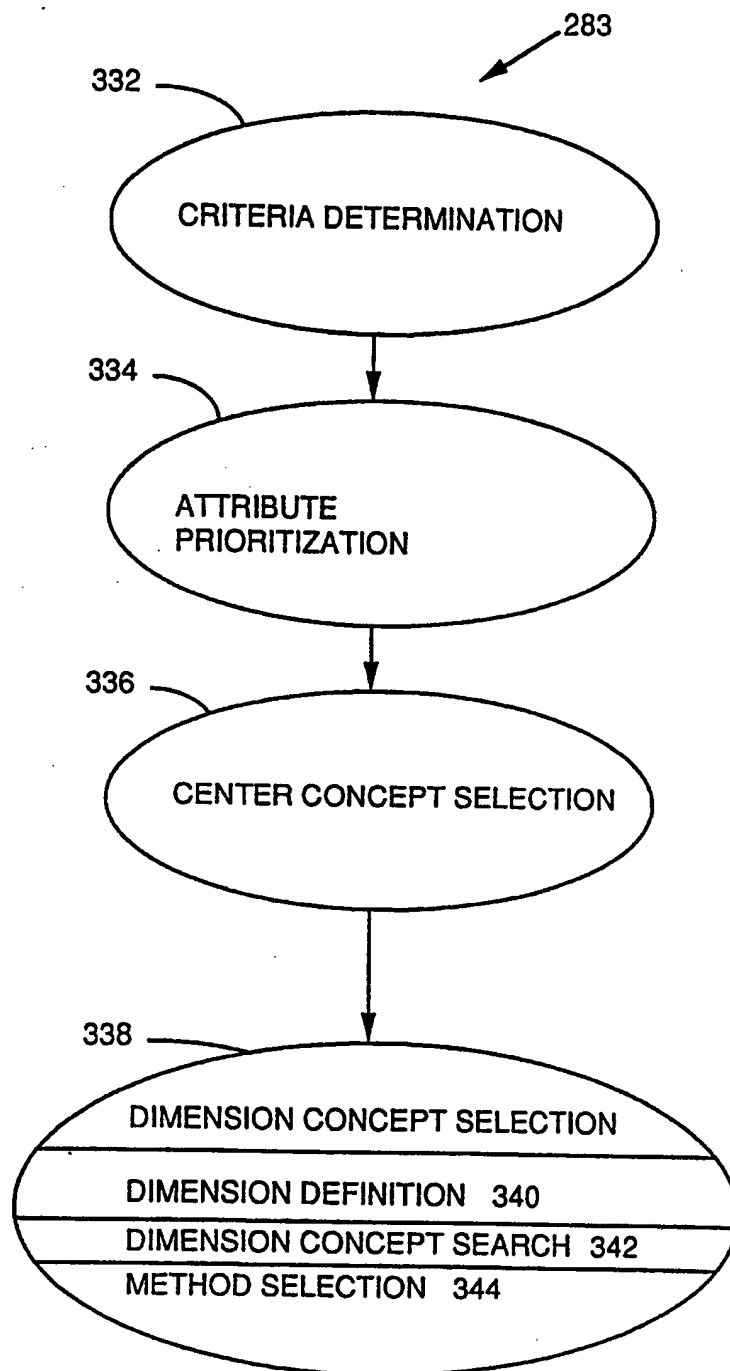 283
332
CRITERIA DETERMINATION
334
ATTRIBUTE
PRIORITIZATION
336
CENTER CONCEPT SELECTION
338
DIMENSION CONCEPT SELECTION
DIMENSION DEFINITION 340
DIMENSION CONCEPT SEARCH 342
METHOD SELECTION 344